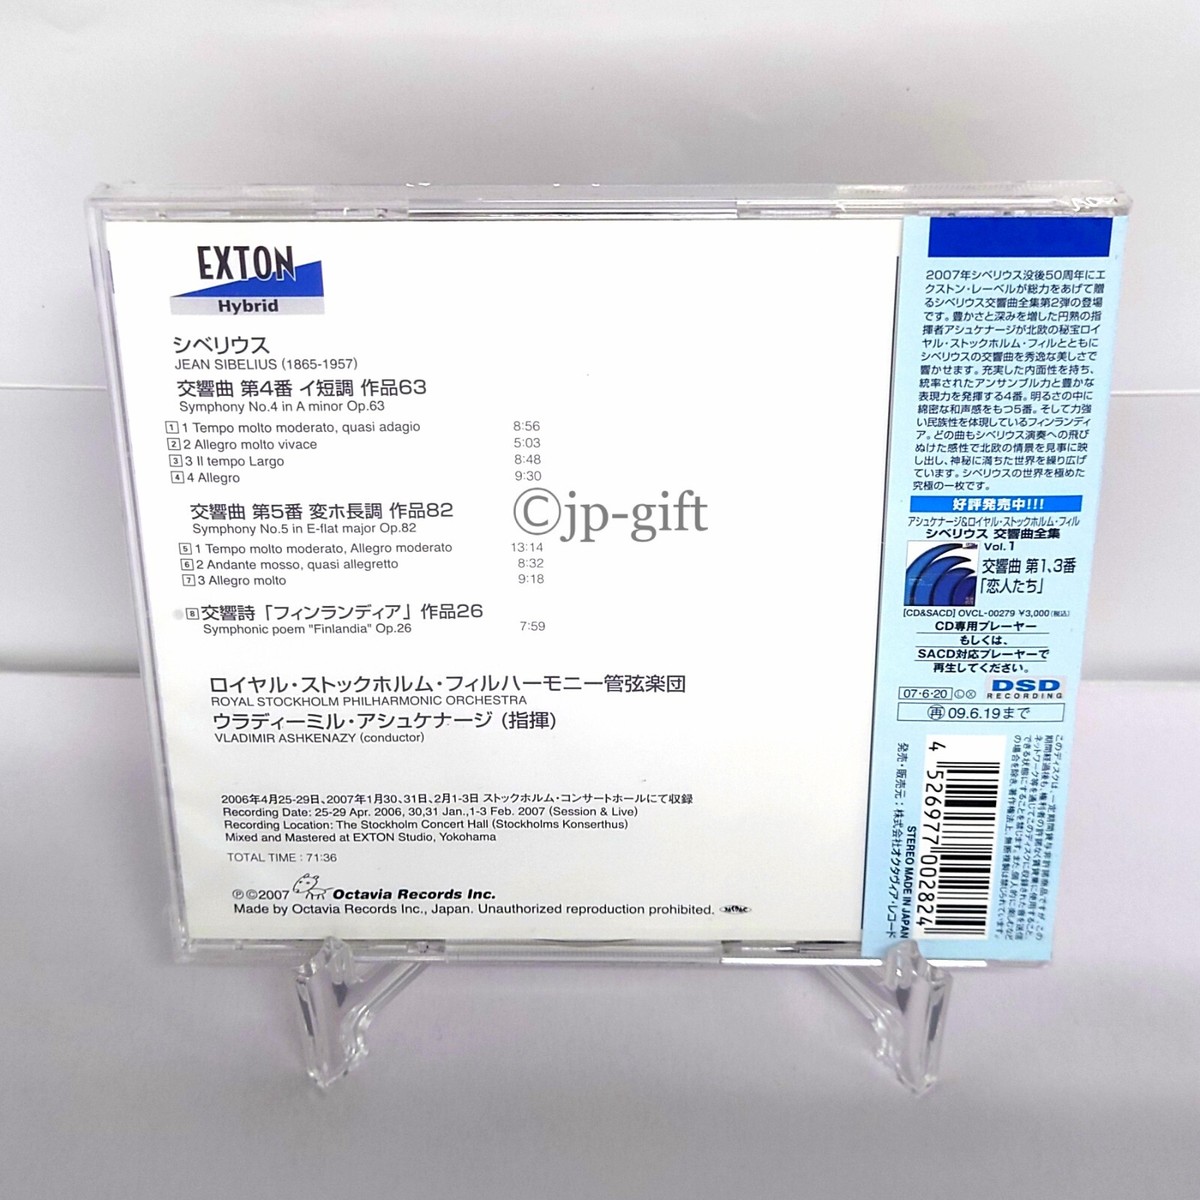 EXTON
Hybrid
シベリウス
JEAN SIBELIUS (1865-1957)
交響曲 第4番 イ短調 作品63
Symphony No.4 in A minor Op.63
1 1 Tempo molto moderato, quasi adagio 8:56
2 2 Allegro molto vivace 5:03
3 3 Il tempo Largo 8:48
4 4 Allegro 9:30
交響曲 第5番 変ホ長調 作品82
Symphony No.5 in E-flat major Op.82
5 1 Tempo molto moderato, Allegro moderato 13:14
6 2 Andante mosso, quasi allegretto 8:32
7 3 Allegro molto 9:18
8 交響詩「フィンランディア」作品26
Symphonic poem "Finlandia" Op.26 7:59
ロイヤル・ストックホルム・フィルハーモニー管弦楽団
ROYAL STOCKHOLM PHILHARMONIC ORCHESTRA
ウラディーミル・アシュケナージ (指揮)
VLADIMIR ASHKENAZY (conductor)
2006年4月25-29日、2007年1月30、31日、2月1-3日 ストックホルム・コンサートホールにて収録
Recording Date: 25-29 Apr. 2006, 30,31 Jan.,1-3 Feb. 2007 (Session & Live)
Recording Location: The Stockholm Concert Hall (Stockholms Konserthus)
Mixed and Mastered at EXTON Studio, Yokohama
TOTAL TIME : 71:36
℗©2007 Octavia Records Inc.
Made by Octavia Records Inc., Japan. Unauthorized reproduction prohibited.
©jp-gift
2007年シベリウス没後50周年にエ
クストン・レーベルが総力をあげて贈
るシベリウス交響曲全集第2弾の登場
です。豊かさと深みを増した円熟の指
揮者アシュケナージが北欧の秘宝ロイ
ヤル・ストックホルム・フィルとともに
シベリウスの交響曲を秀逸な美しさで
響かせます。充実した内面性を持ち、
統率されたアンサンブル力と豊かな
表現力を発揮する4番。明るさの中に
綿密な和声感をもつ5番。そして力強
い民族性を体現しているフィンランディ
ア。どの曲もシベリウス演奏への飛び
ぬけた感性で北欧の情景を見事に映
し出し、神秘に満ちた世界を繰り広げ
ています。シベリウスの世界を極めた
究極の一枚です。
好評発売中!!!
アシュケナージ&ロイヤル・ストックホルム・フィル
シベリウス 交響曲全集
Vol.1
交響曲 第1、3番
「恋人たち」
[CD&SACD] OVCL-00279 ¥3,000(税込)
CD専用プレーヤー
もしくは、
SACD対応プレーヤーで
再生してください。
07・6・20
DSD
RECORDING
再 09.6.19まで
4 526977 002824
STEREO MADE IN JAPAN
発売・販売元：株式会社オクタヴィア・レコード